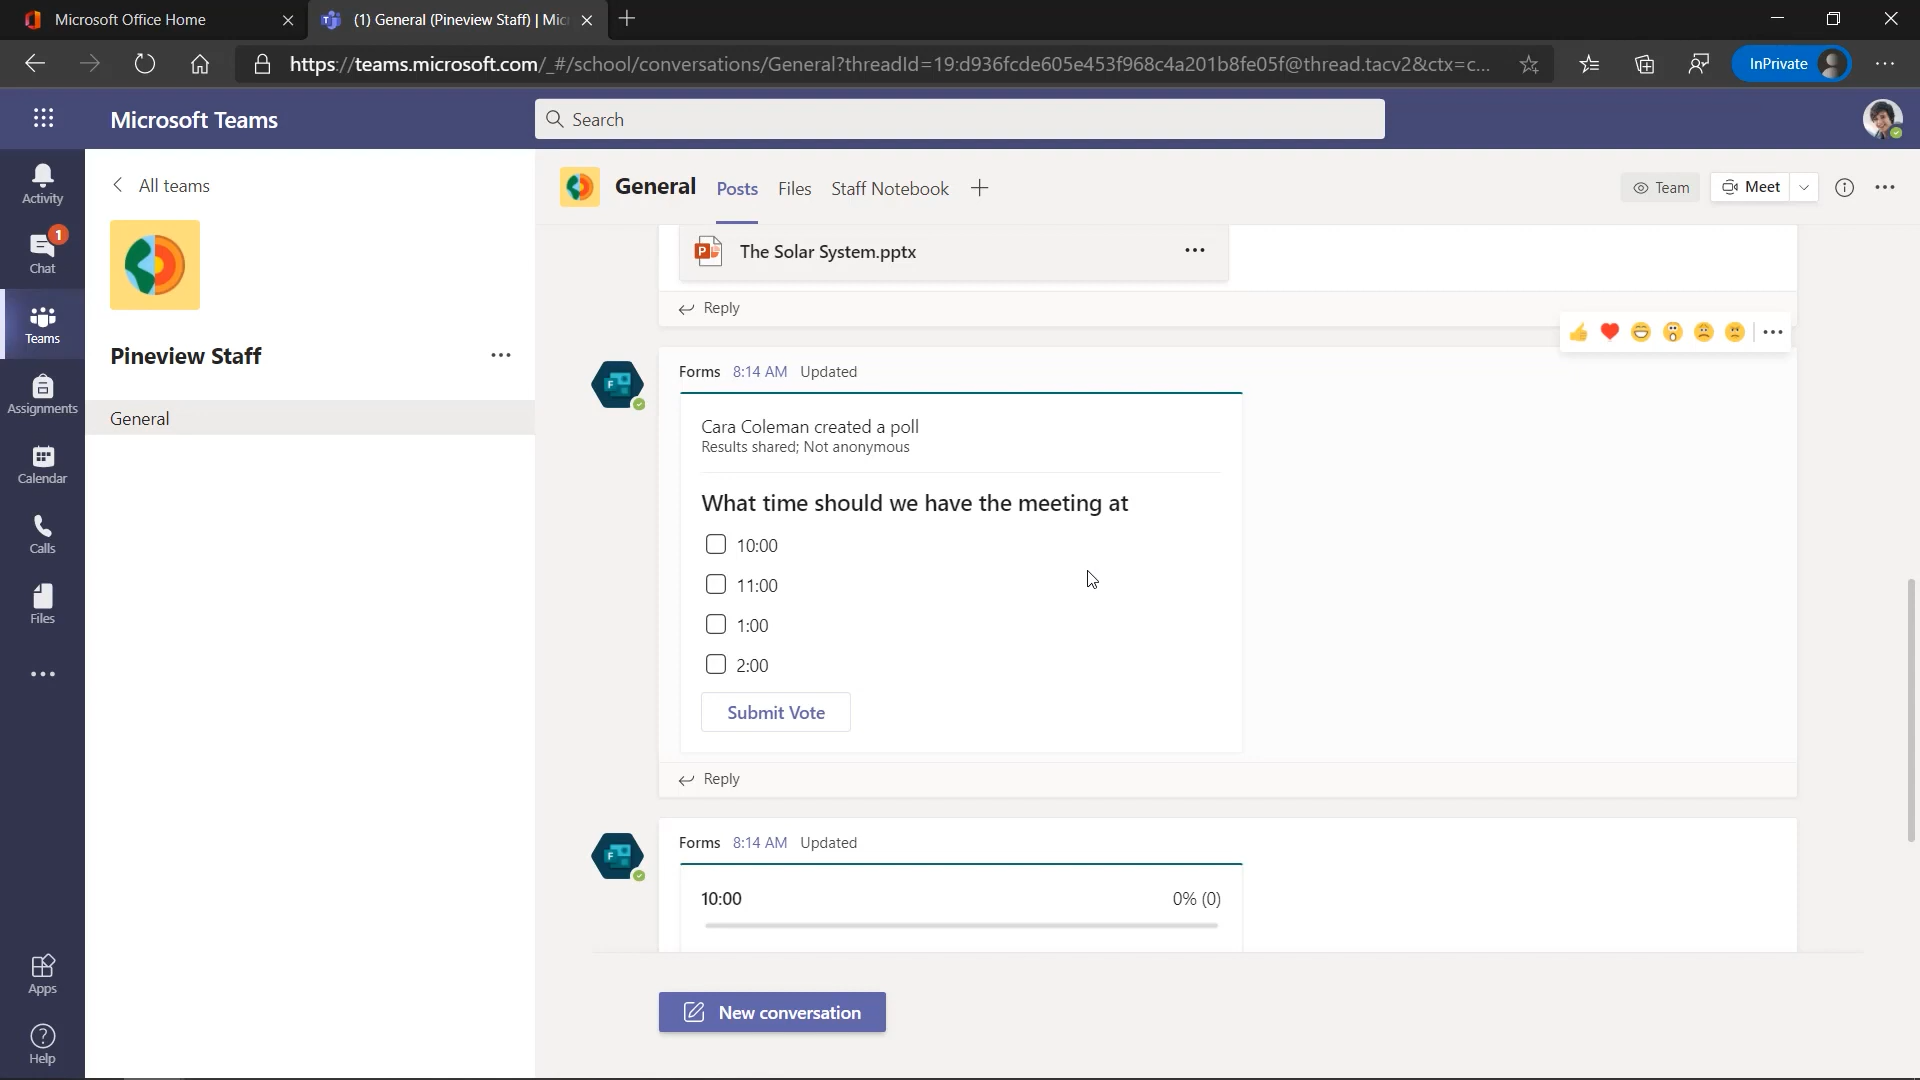 Microsoft Office Home
(1) General (Pineview Staff) | Mic
https://teams.microsoft.com/_#/school/conversations/General?threadId=19:d936fcde605e453f968c4a201b8fe05f@thread.tacv2&ctx=c...
InPrivate
Microsoft Teams
Search
Activity
1
Chat
Teams
Assignments
Calendar
Calls
Files
Apps
Help
All teams
Pineview Staff
General
General
Posts
Files
Staff Notebook
Team
Meet
The Solar System.pptx
Reply
Forms 8:14 AM Updated
Cara Coleman created a poll
Results shared; Not anonymous
What time should we have the meeting at
10:00
11:00
1:00
2:00
Submit Vote
Reply
Forms 8:14 AM Updated
10:00 0% (0)
New conversation